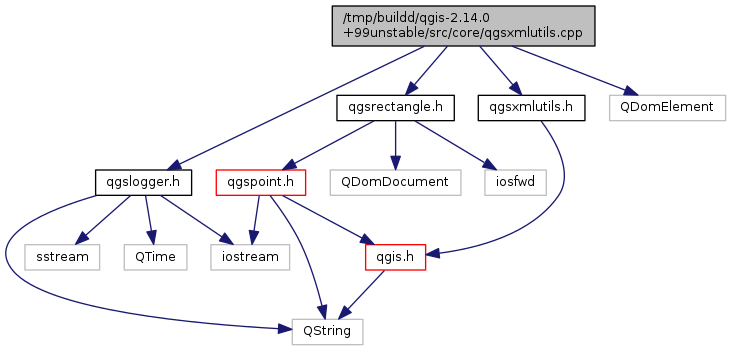 /tmp/buildd/qgis-2.14.0
+99unstable/src/core/qgsxmlutils.cpp
qgsrectangle.h
qgsxmlutils.h
QDomElement
qgslogger.h
qgspoint.h
QDomDocument
iosfwd
sstream
QTime
iostream
qgis.h
QString